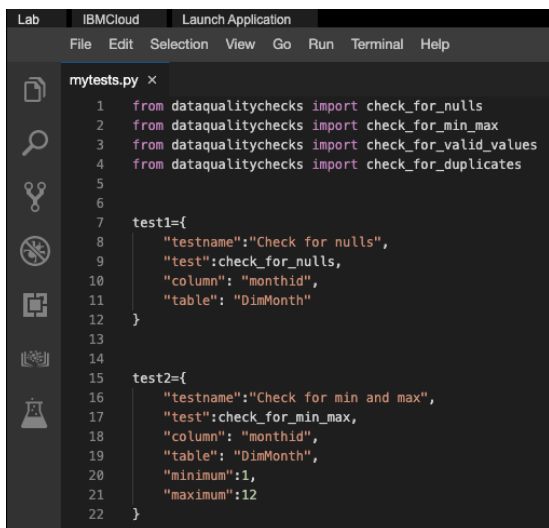 Lab IBMCloud Launch Application
File Edit Selection View Go Run Terminal Help
mytests.py ×
1 from dataqualitychecks import check_for_nulls
2 from dataqualitychecks import check_for_min_max
3 from dataqualitychecks import check_for_valid_values
4 from dataqualitychecks import check_for_duplicates
5
6
7 test1={
8 "testname":"Check for nulls",
9 "test":check_for_nulls,
10 "column": "monthid",
11 "table": "DimMonth"
12 }
13
14
15 test2={
16 "testname":"Check for min and max",
17 "test":check_for_min_max,
18 "column": "monthid",
19 "table": "DimMonth",
20 "minimum":1,
21 "maximum":12
22 }